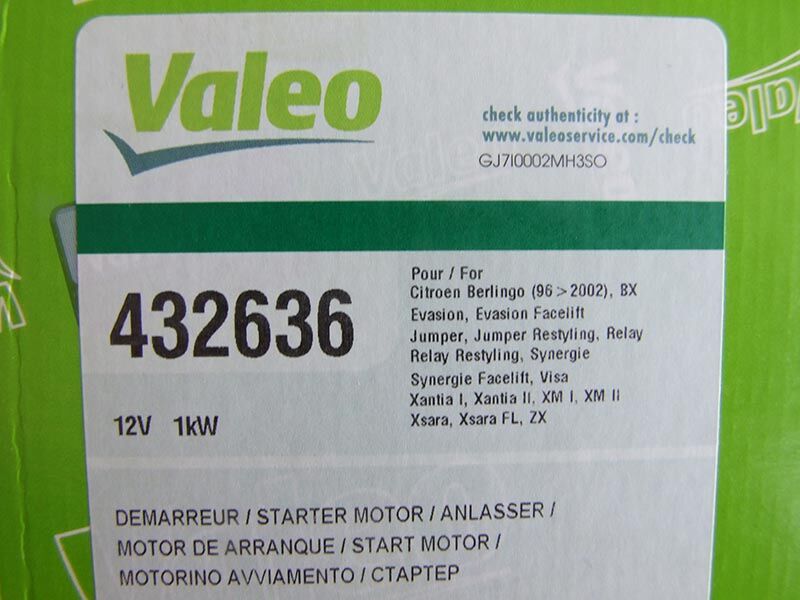 Valeo
check authenticity at :
www.valeoservice.com/check
GJ7I0002MH3SO
Valeo
Valeo
432636
12V 1kW
Pour / For
Citroen Berlingo (96 > 2002), BX
Evasion, Evasion Facelift
Jumper, Jumper Restyling, Relay
Relay Restyling, Synergie
Synergie Facelift, Visa
Xantia I, Xantia II, XM I, XM II
Xsara, Xsara FL, ZX
DEMARREUR / STARTER MOTOR / ANLASSER /
MOTOR DE ARRANQUE / START MOTOR /
MOTORINO AVVIAMENTO / СТАРТЕР